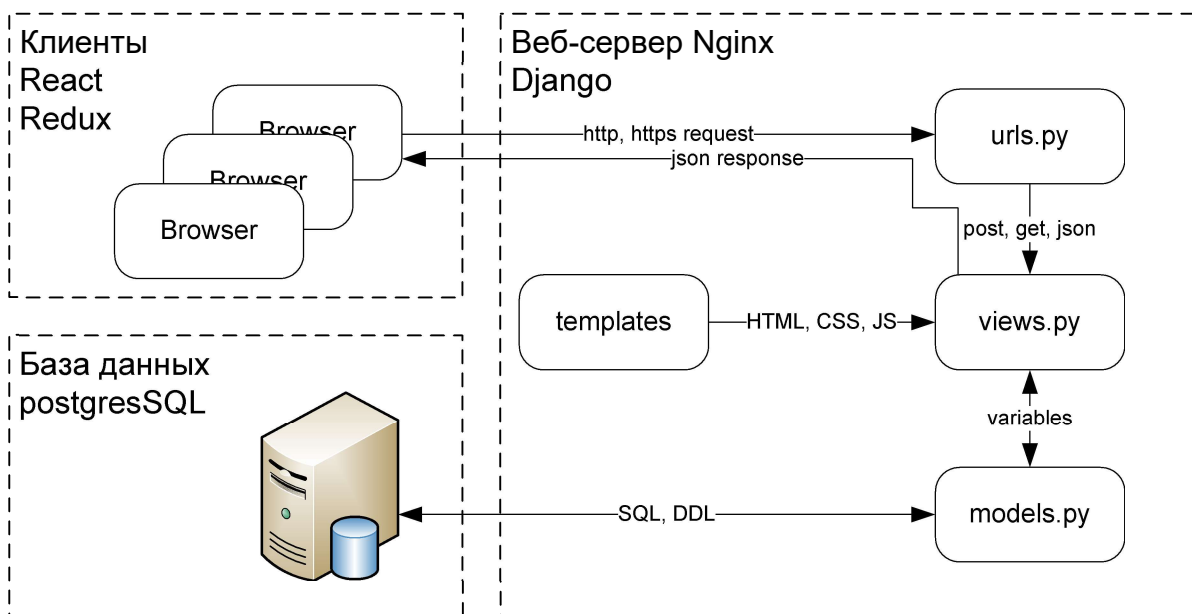 Клиенты
React
Redux
Browser
Browser
Browser
Веб-сервер Nginx
Django
http, https request
json response
urls.py
post, get, json
templates
HTML, CSS, JS
views.py
variables
models.py
База данных
postgresSQL
SQL, DDL